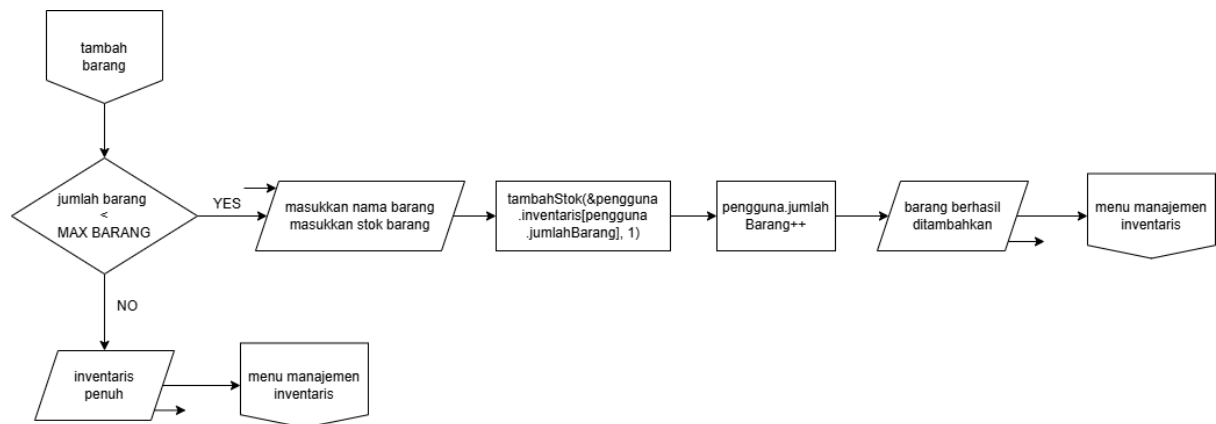 tambah
barang
jumlah barang
<
MAX BARANG
YES
masukkan nama barang
masukkan stok barang
tambahStok(&pengguna
.inventaris[pengguna
.jumlahBarang], 1)
pengguna.jumlah
Barang++
barang berhasil
ditambahkan
menu manajemen
inventaris
NO
inventaris
penuh
menu manajemen
inventaris